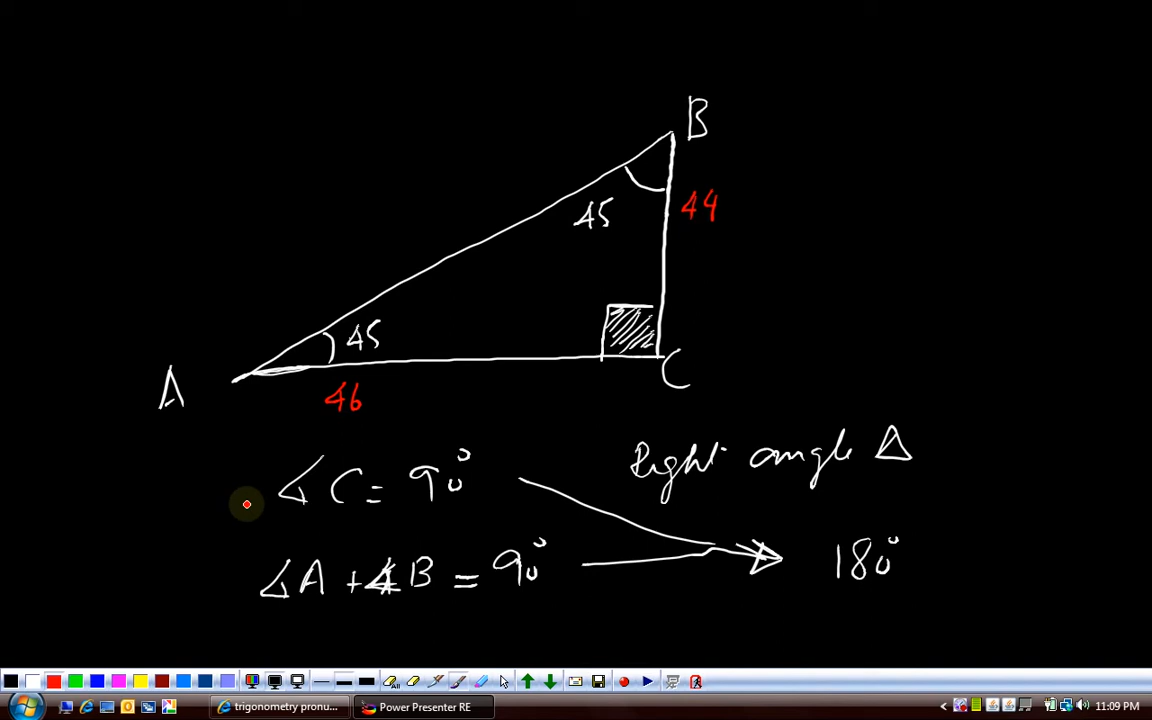 B
44
45
45
A
46
C
∡C = 90°
Right angle Δ
∡A + ∡B = 90°
180°
trigonometry pronu...
Power Presenter RE
11:09 PM